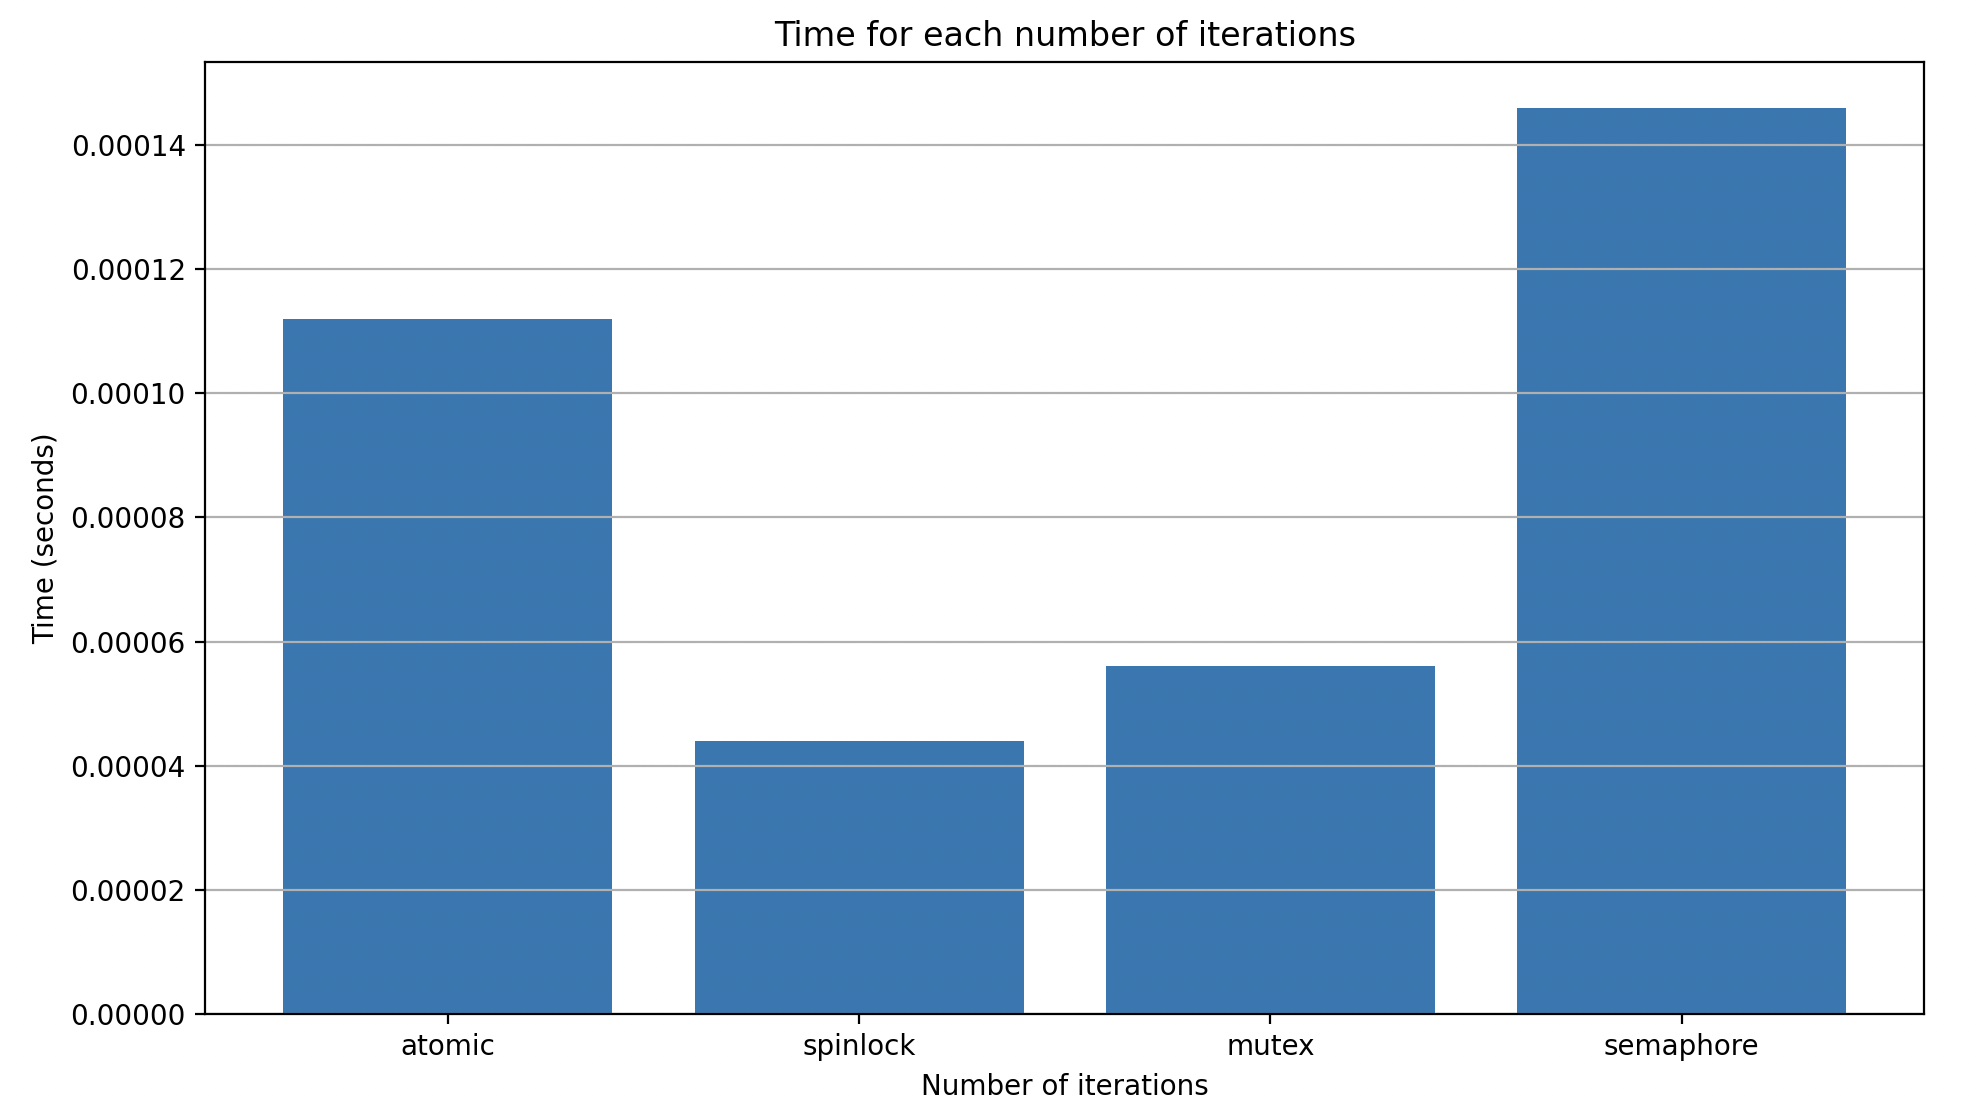 Time for each number of iterations
0.00014
0.00012
0.00010
0.00008
0.00006
0.00004
0.00002
0.00000
Time (seconds)
atomic spinlock mutex semaphore
Number of iterations